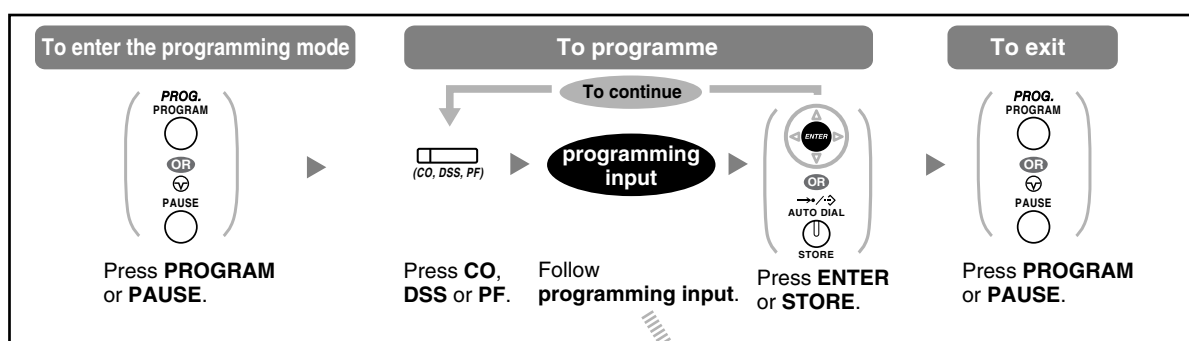 To enter the programming mode
To programme
To exit
To continue
PROG.
PROGRAM
OR
PAUSE
(CO, DSS, PF)
programming
input
ENTER
OR
AUTO DIAL
STORE
PROG.
PROGRAM
OR
PAUSE
Press PROGRAM
or PAUSE.
Press CO,
DSS or PF.
Follow
programming input.
Press ENTER
or STORE.
Press PROGRAM
or PAUSE.